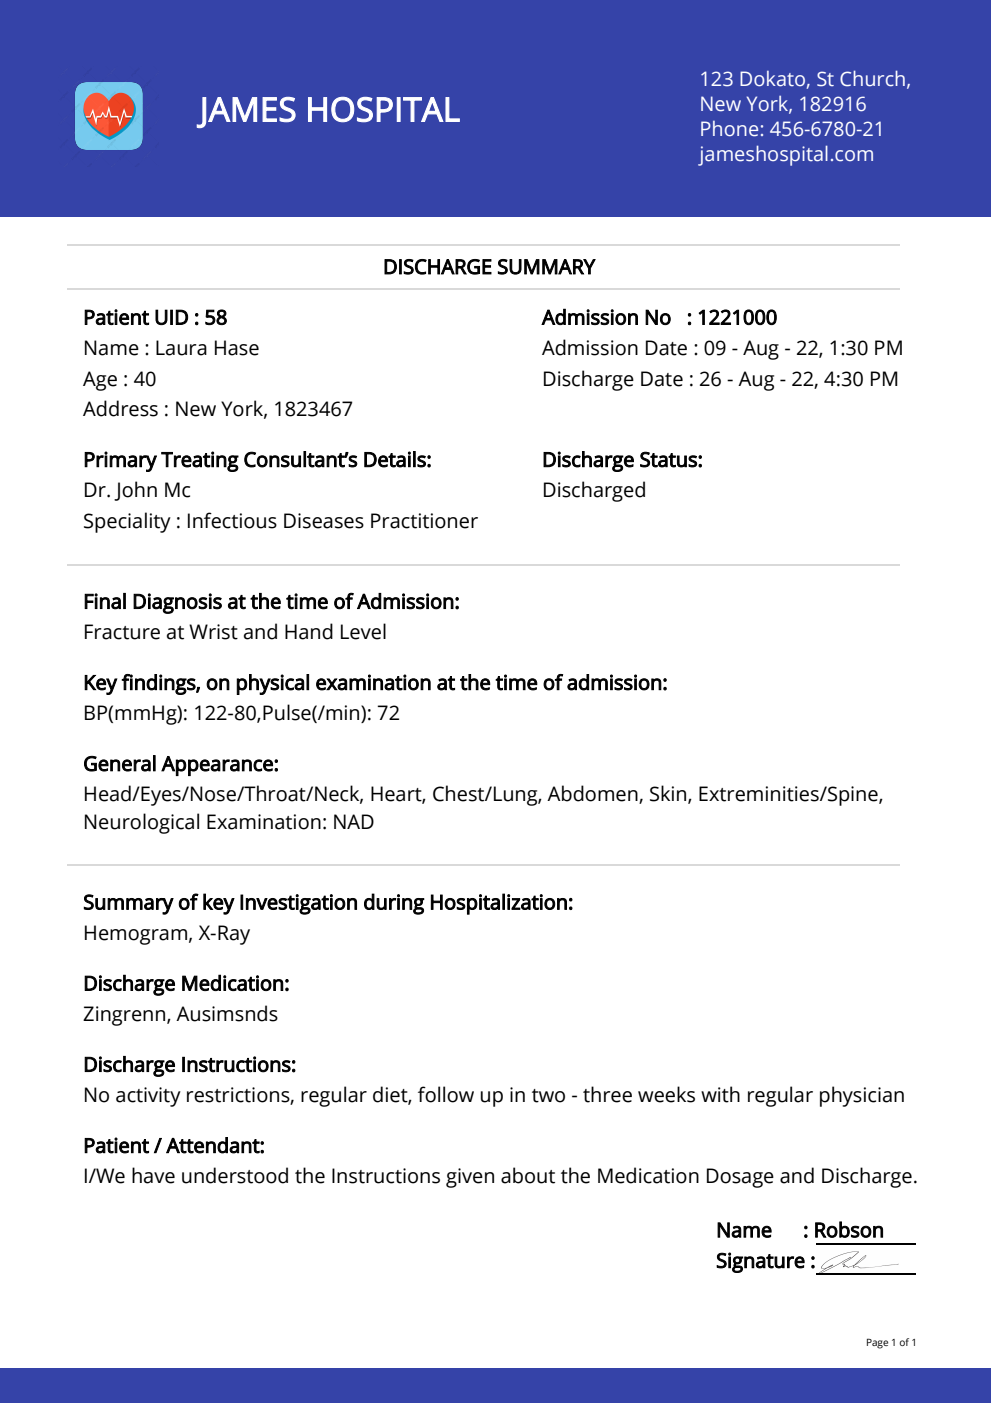 JAMES HOSPITAL
123 Dokato, St Church,
New York, 182916
Phone: 456-6780-21
jameshospital.com
DISCHARGE SUMMARY
Patient UID : 58
Name : Laura Hase
Age : 40
Address : New York, 1823467
Admission No : 1221000
Admission Date : 09 - Aug - 22, 1:30 PM
Discharge Date : 26 - Aug - 22, 4:30 PM
Primary Treating Consultant’s Details:
Dr. John Mc
Speciality : Infectious Diseases Practitioner
Discharge Status:
Discharged
Final Diagnosis at the time of Admission:
Fracture at Wrist and Hand Level
Key findings, on physical examination at the time of admission:
BP(mmHg): 122-80,Pulse(/min): 72
General Appearance:
Head/Eyes/Nose/Throat/Neck, Heart, Chest/Lung, Abdomen, Skin, Extreminities/Spine,
Neurological Examination: NAD
Summary of key Investigation during Hospitalization:
Hemogram, X-Ray
Discharge Medication:
Zingrenn, Ausimsnds
Discharge Instructions:
No activity restrictions, regular diet, follow up in two - three weeks with regular physician
Patient / Attendant:
I/We have understood the Instructions given about the Medication Dosage and Discharge.
Name : Robson
Signature :
Page 1 of 1